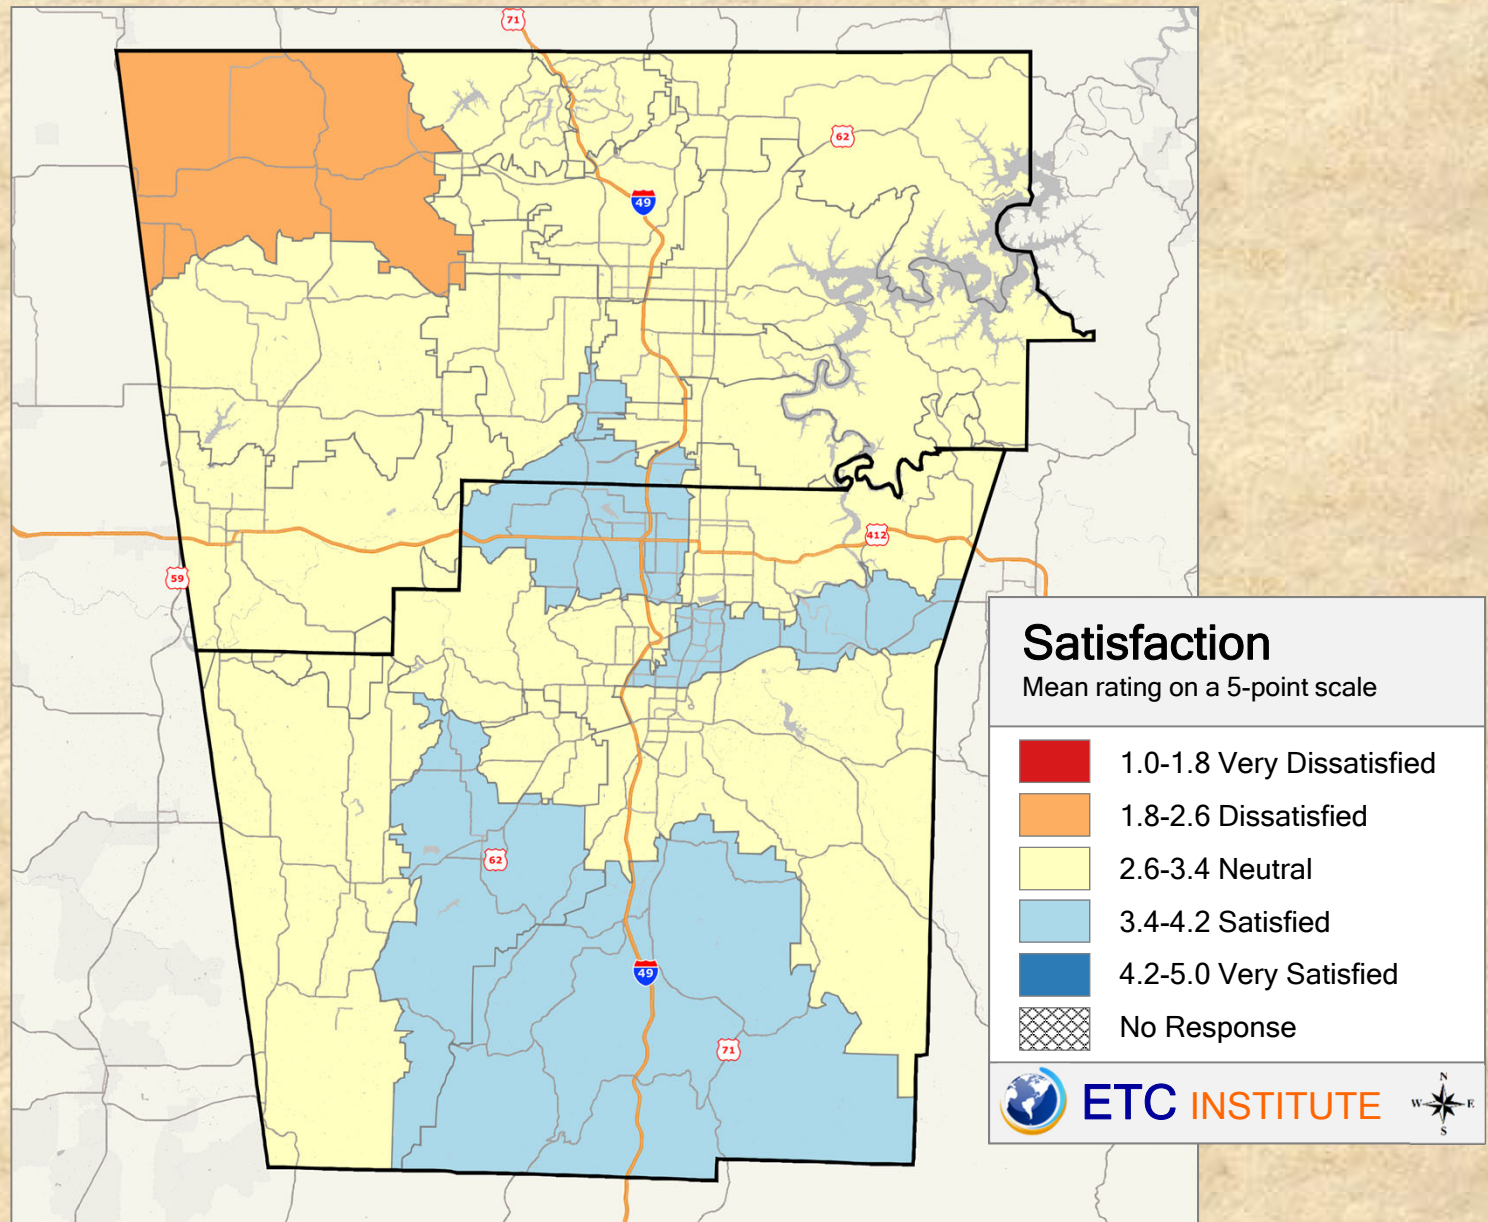 71
62
49
412
59
62
49
71
Satisfaction
Mean rating on a 5-point scale
1.0-1.8 Very Dissatisfied
1.8-2.6 Dissatisfied
2.6-3.4 Neutral
3.4-4.2 Satisfied
4.2-5.0 Very Satisfied
No Response
ETC INSTITUTE
N
W E
S